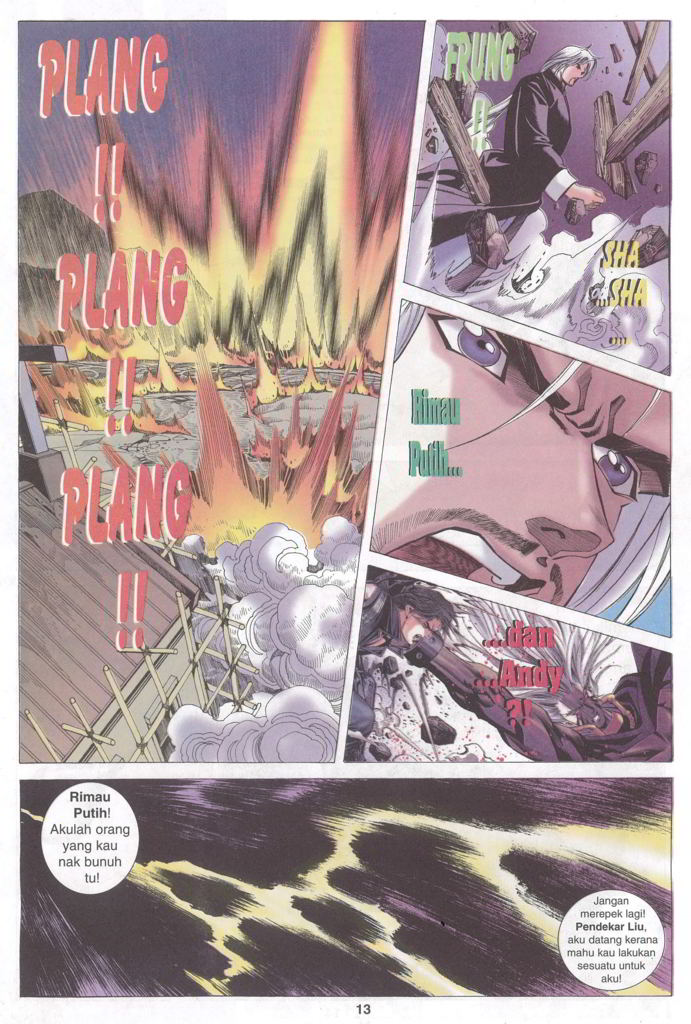 PLANG
!!
PLANG
!!
PLANG
!!
FRUNG
!!
SHA
...SHA
....
Rimau
Putih...
...dan
...Andy
?!
Rimau
Putih!
Akulah orang
yang kau
nak bunuh
tu!
Jangan
merepek lagi!
Pendekar Liu,
aku datang kerana
mahu kau lakukan
sesuatu untuk
aku!
13